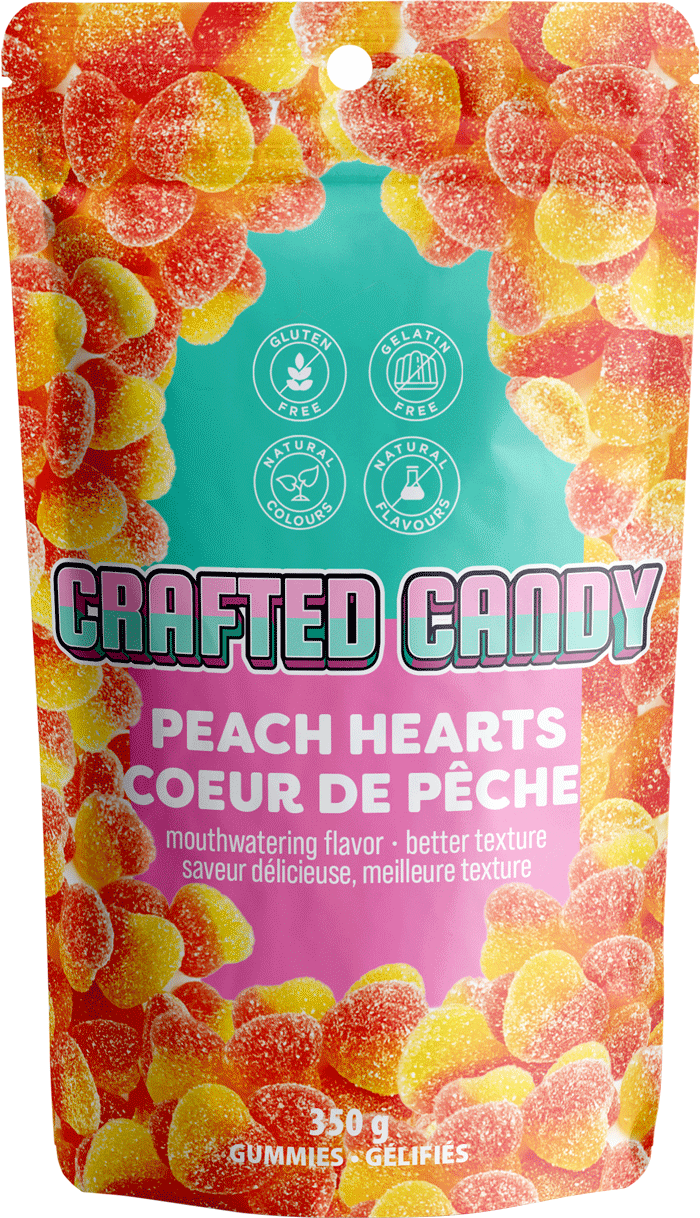 GLUTEN
FREE
GELATIN
FREE
NATURAL
COLOURS
NATURAL
FLAVOURS
CRAFTED CANDY
PEACH HEARTS
COEUR DE PÊCHE
mouthwatering flavor · better texture
saveur délicieuse, meilleure texture
350 g
GUMMIES · GÉLIFIÉS